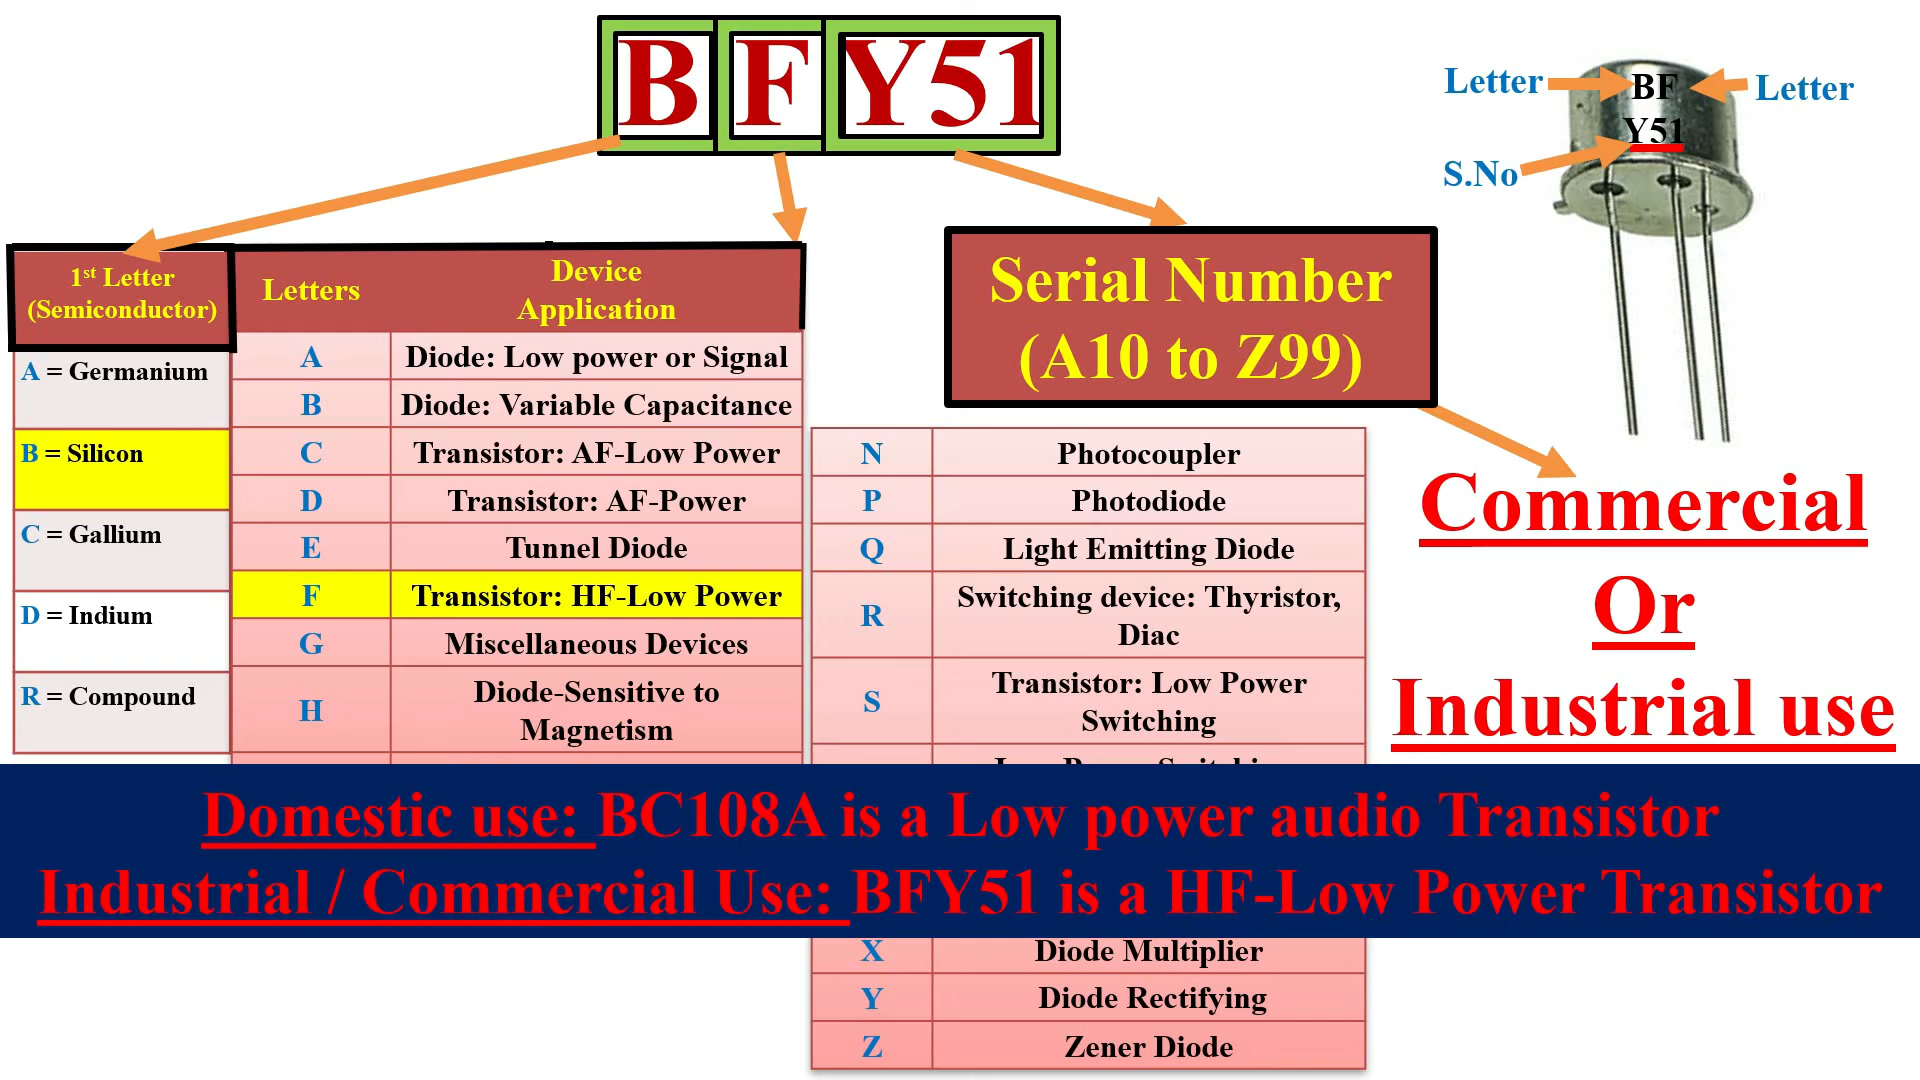 B F Y51
Letter
BF
Letter
Y51
S.No
1st Letter
(Semiconductor)
A = Germanium
B = Silicon
C = Gallium
D = Indium
R = Compound
Letters
Device
Application
A Diode: Low power or Signal
B Diode: Variable Capacitance
C Transistor: AF-Low Power
D Transistor: AF-Power
E Tunnel Diode
F Transistor: HF-Low Power
G Miscellaneous Devices
H Diode-Sensitive to
Magnetism
Serial Number
(A10 to Z99)
N Photocoupler
P Photodiode
Q Light Emitting Diode
R Switching device: Thyristor,
Diac
S Transistor: Low Power
Switching
Commercial
Or
Industrial use
Domestic use: BC108A is a Low power audio Transistor
Industrial / Commercial Use: BFY51 is a HF-Low Power Transistor
X Diode Multiplier
Y Diode Rectifying
Z Zener Diode